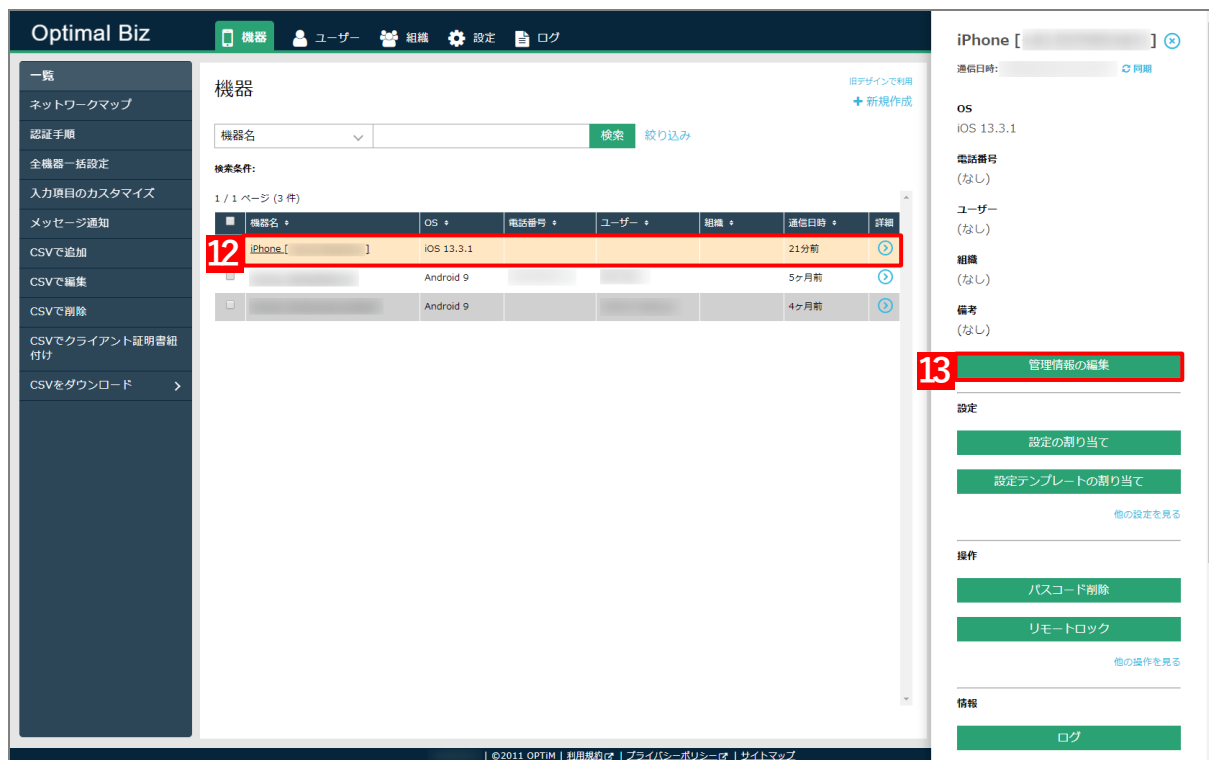 Optimal Biz
機器
ユーザー
組織
設定
ログ
一覧
ネットワークマップ
認証手順
全機器一括設定
入力項目のカスタマイズ
メッセージ通知
CSVで追加
CSVで編集
CSVで削除
CSVでクライアント証明書紐
付け
CSVをダウンロード
機器
旧デザインで利用
+ 新規作成
機器名
検索
絞り込み
検索条件:
1 / 1 ページ (3 件)
機器名 OS 電話番号 ユーザー 組織 通信日時 詳細
12
iPhone [ ] iOS 13.3.1 21分前
Android 9 5ヶ月前
Android 9 4ヶ月前
iPhone [ ]
通信日時: 同期
OS
iOS 13.3.1
電話番号
(なし)
ユーザー
(なし)
組織
(なし)
備考
(なし)
13
管理情報の編集
設定
設定の割り当て
設定テンプレートの割り当て
他の設定を見る
操作
パスコード削除
リモートロック
他の操作を見る
情報
ログ
| ©2011 OPTiM | 利用規約 | プライバシーポリシー | サイトマップ